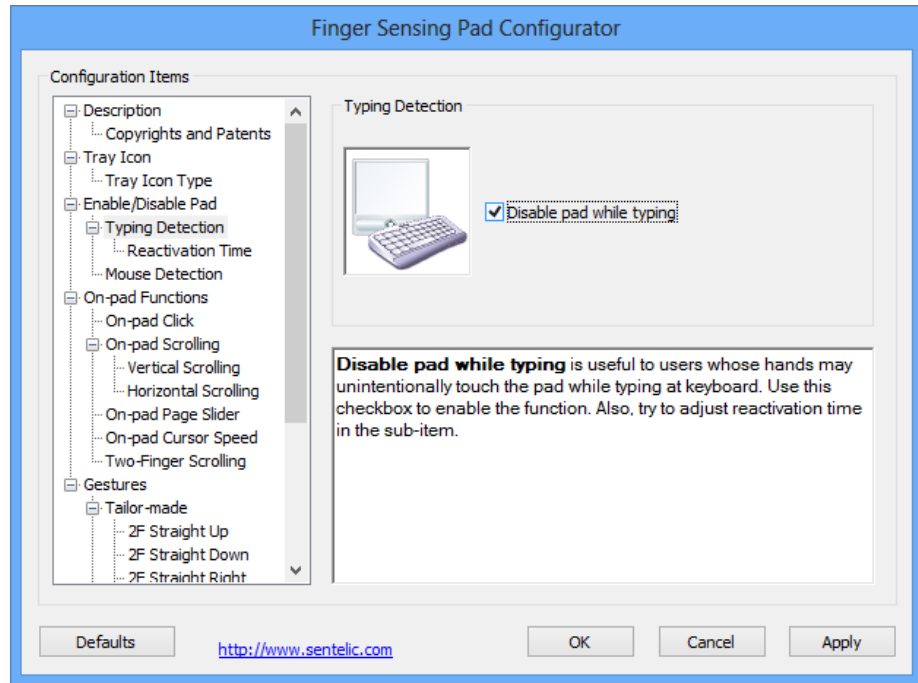 Finger Sensing Pad Configurator
Configuration Items
Description
Copyrights and Patents
Tray Icon
Tray Icon Type
Enable/Disable Pad
Typing Detection
Reactivation Time
Mouse Detection
On-pad Functions
On-pad Click
On-pad Scrolling
Vertical Scrolling
Horizontal Scrolling
On-pad Page Slider
On-pad Cursor Speed
Two-Finger Scrolling
Gestures
Tailor-made
2F Straight Up
2F Straight Down
2F Straight Right
Typing Detection
Disable pad while typing
Disable pad while typing is useful to users whose hands may
unintentionally touch the pad while typing at keyboard. Use this
checkbox to enable the function. Also, try to adjust reactivation time
in the sub-item.
Defaults
http://www.sentelic.com
OK
Cancel
Apply